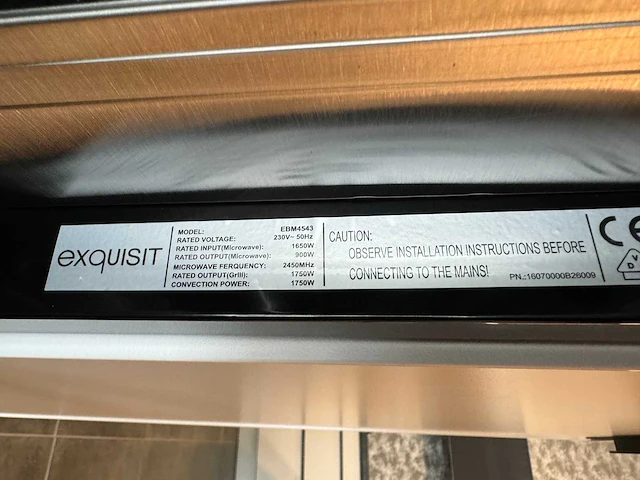 exquisit
MODEL: EBM4543
RATED VOLTAGE: 230V~ 50Hz
RATED INPUT(Microwave): 1650W
RATED OUTPUT(Microwave): 900W
MICROWAVE FERQUENCY: 2450MHz
RATED OUTPUT(Grill): 1750W
CONVECTION POWER: 1750W
CAUTION:
OBSERVE INSTALLATION INSTRUCTIONS BEFORE
CONNECTING TO THE MAINS!
PN.:16070000B26009
CE